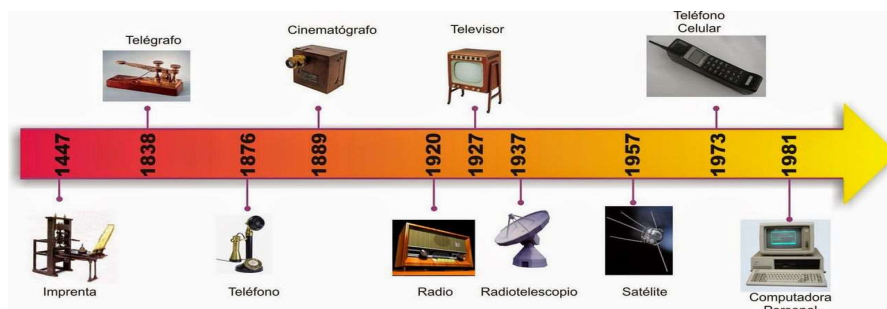 Telégrafo
Cinematógrafo
Televisor
Teléfono
Celular
1447
1838
1876
1889
1920
1927
1937
1957
1973
1981
Imprenta
Teléfono
Radio
Radiotelescopio
Satélite
Computadora
Personal